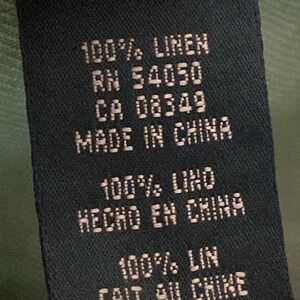 100% LINEN
RN 54050
CA 08349
MADE IN CHINA
100% LINO
HECHO EN CHINA
100% LIN
FAIT AU CHINE